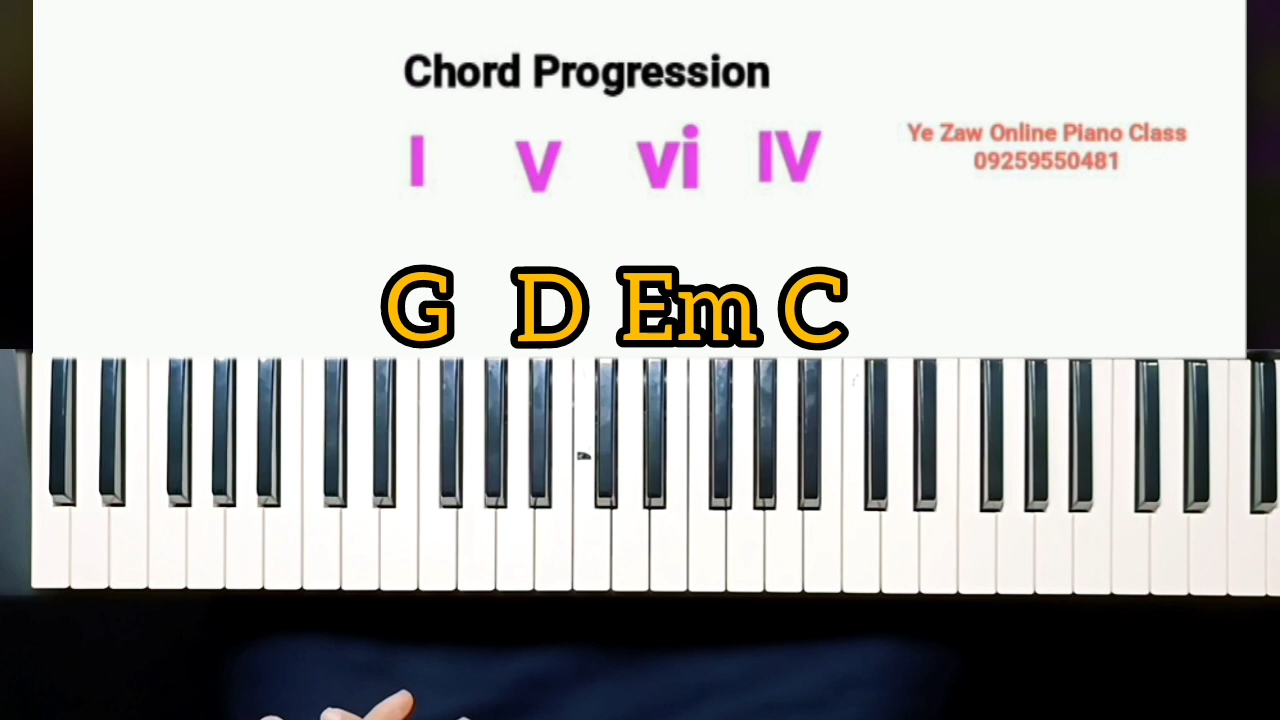 Chord Progression
I V vi IV
Ye Zaw Online Piano Class
09259550481
G D Em C